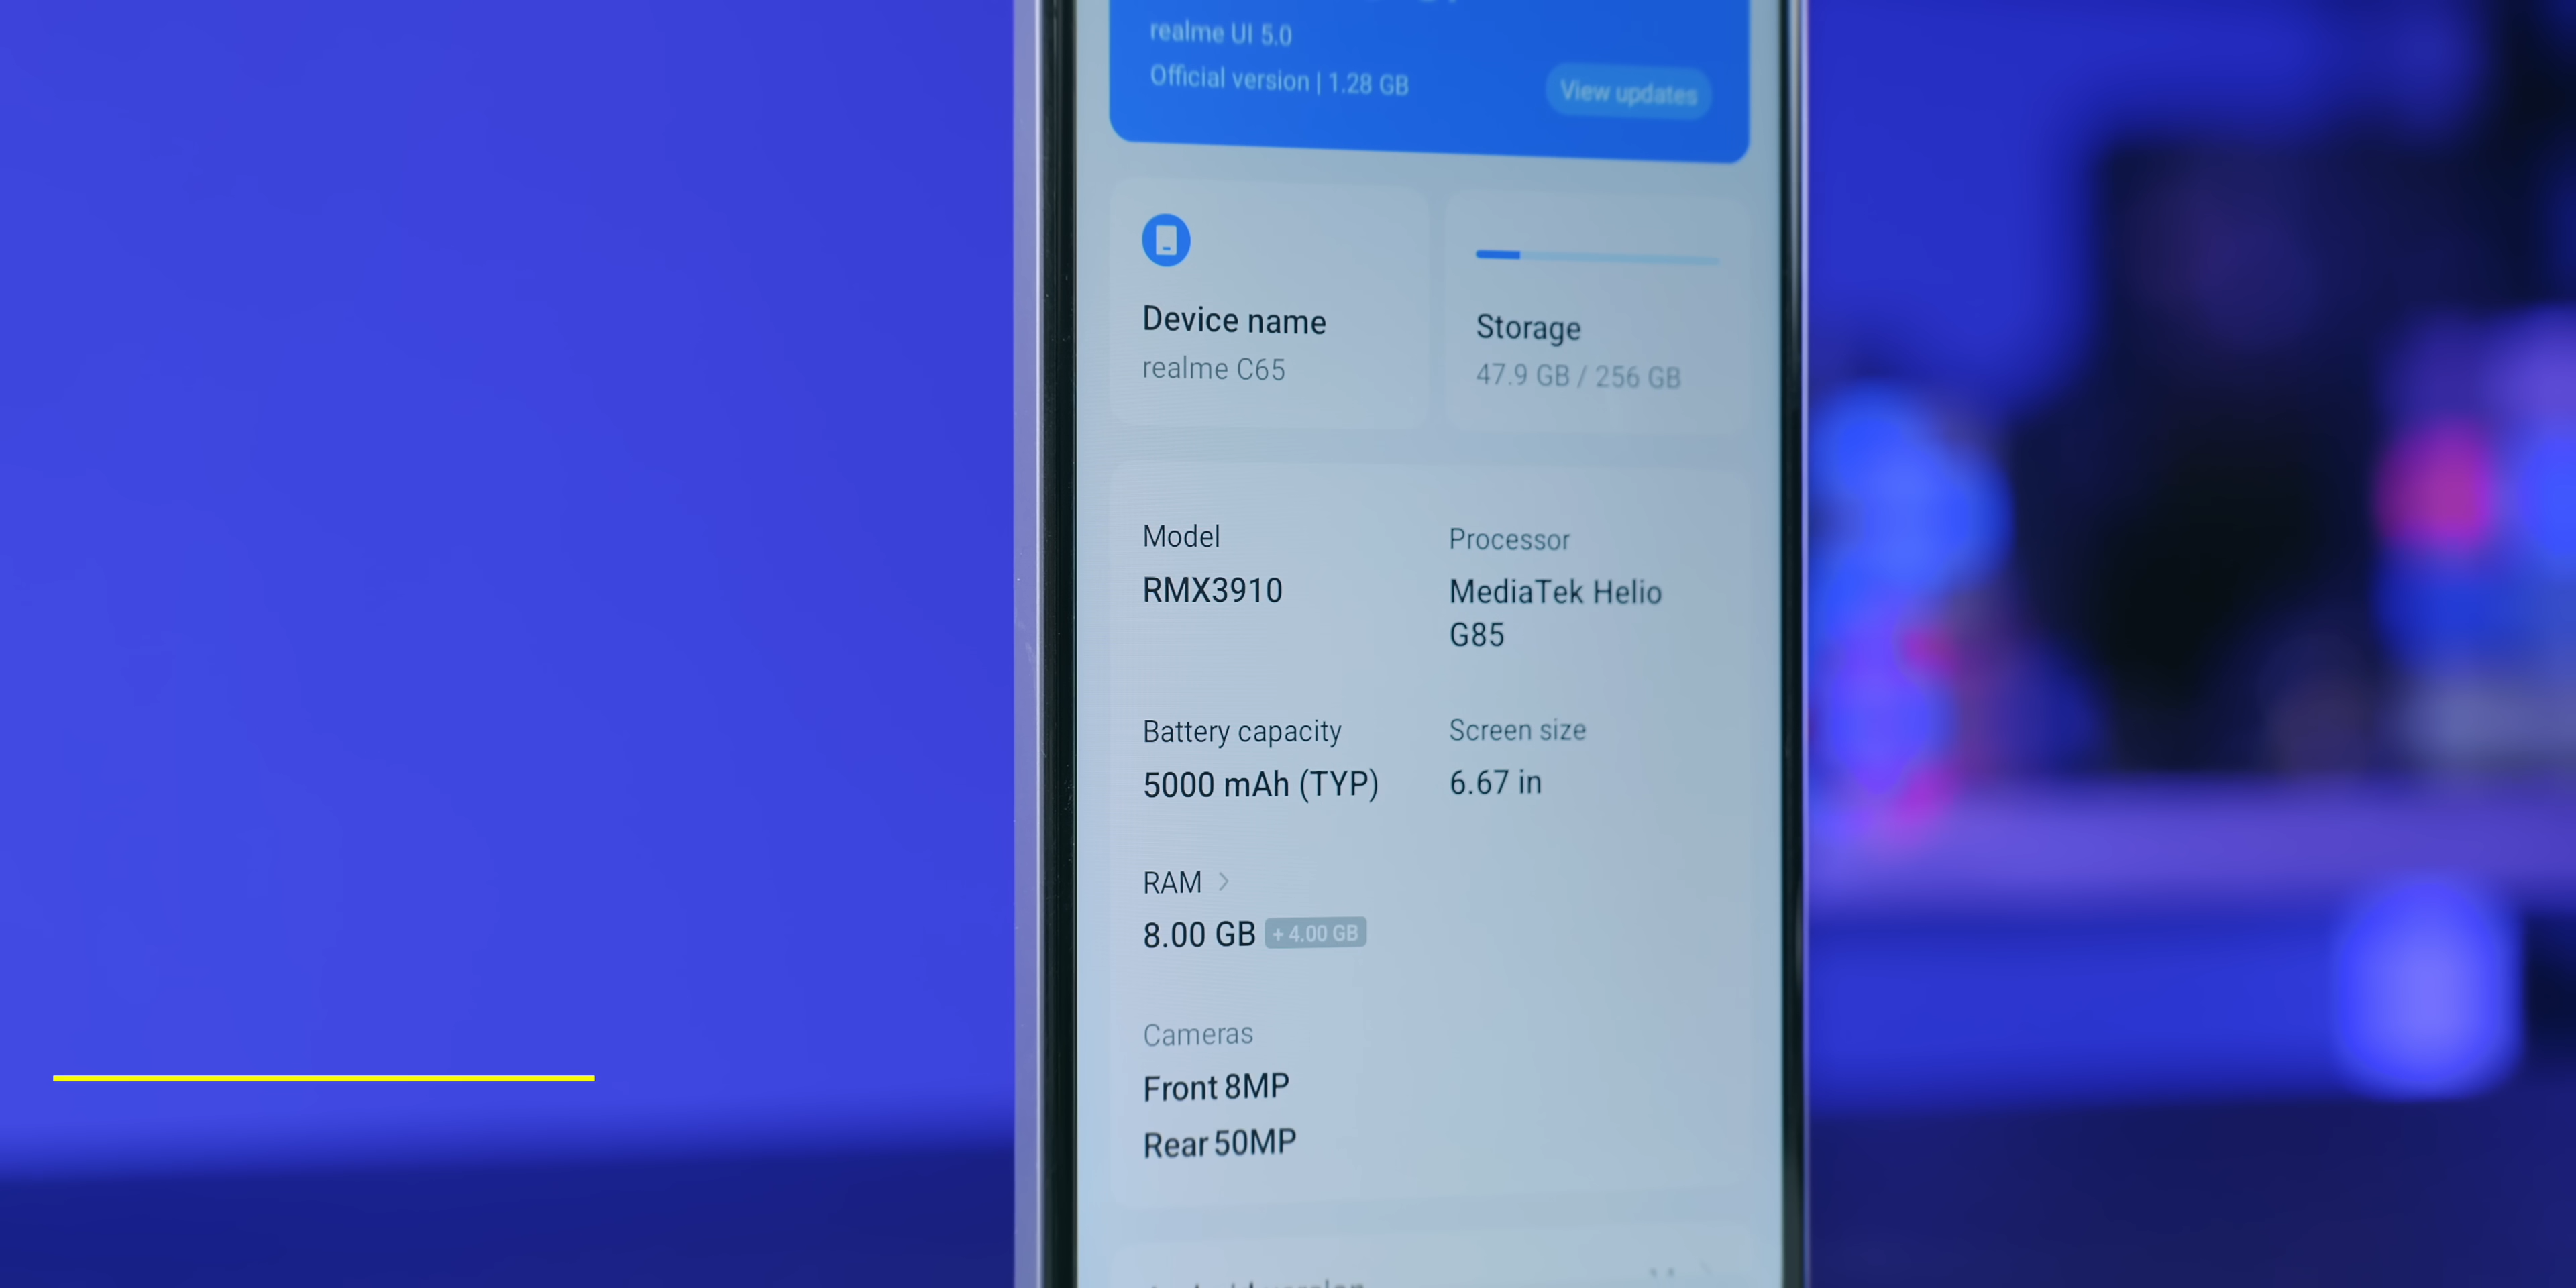 realme UI 5.0
Official version | 1.28 GB
View updates
Device name
realme C65
Storage
47.9 GB / 256 GB
Model
RMX3910
Processor
MediaTek Helio
G85
Battery capacity
5000 mAh (TYP)
Screen size
6.67 in
RAM
8.00 GB + 4.00 GB
Cameras
Front 8MP
Rear 50MP